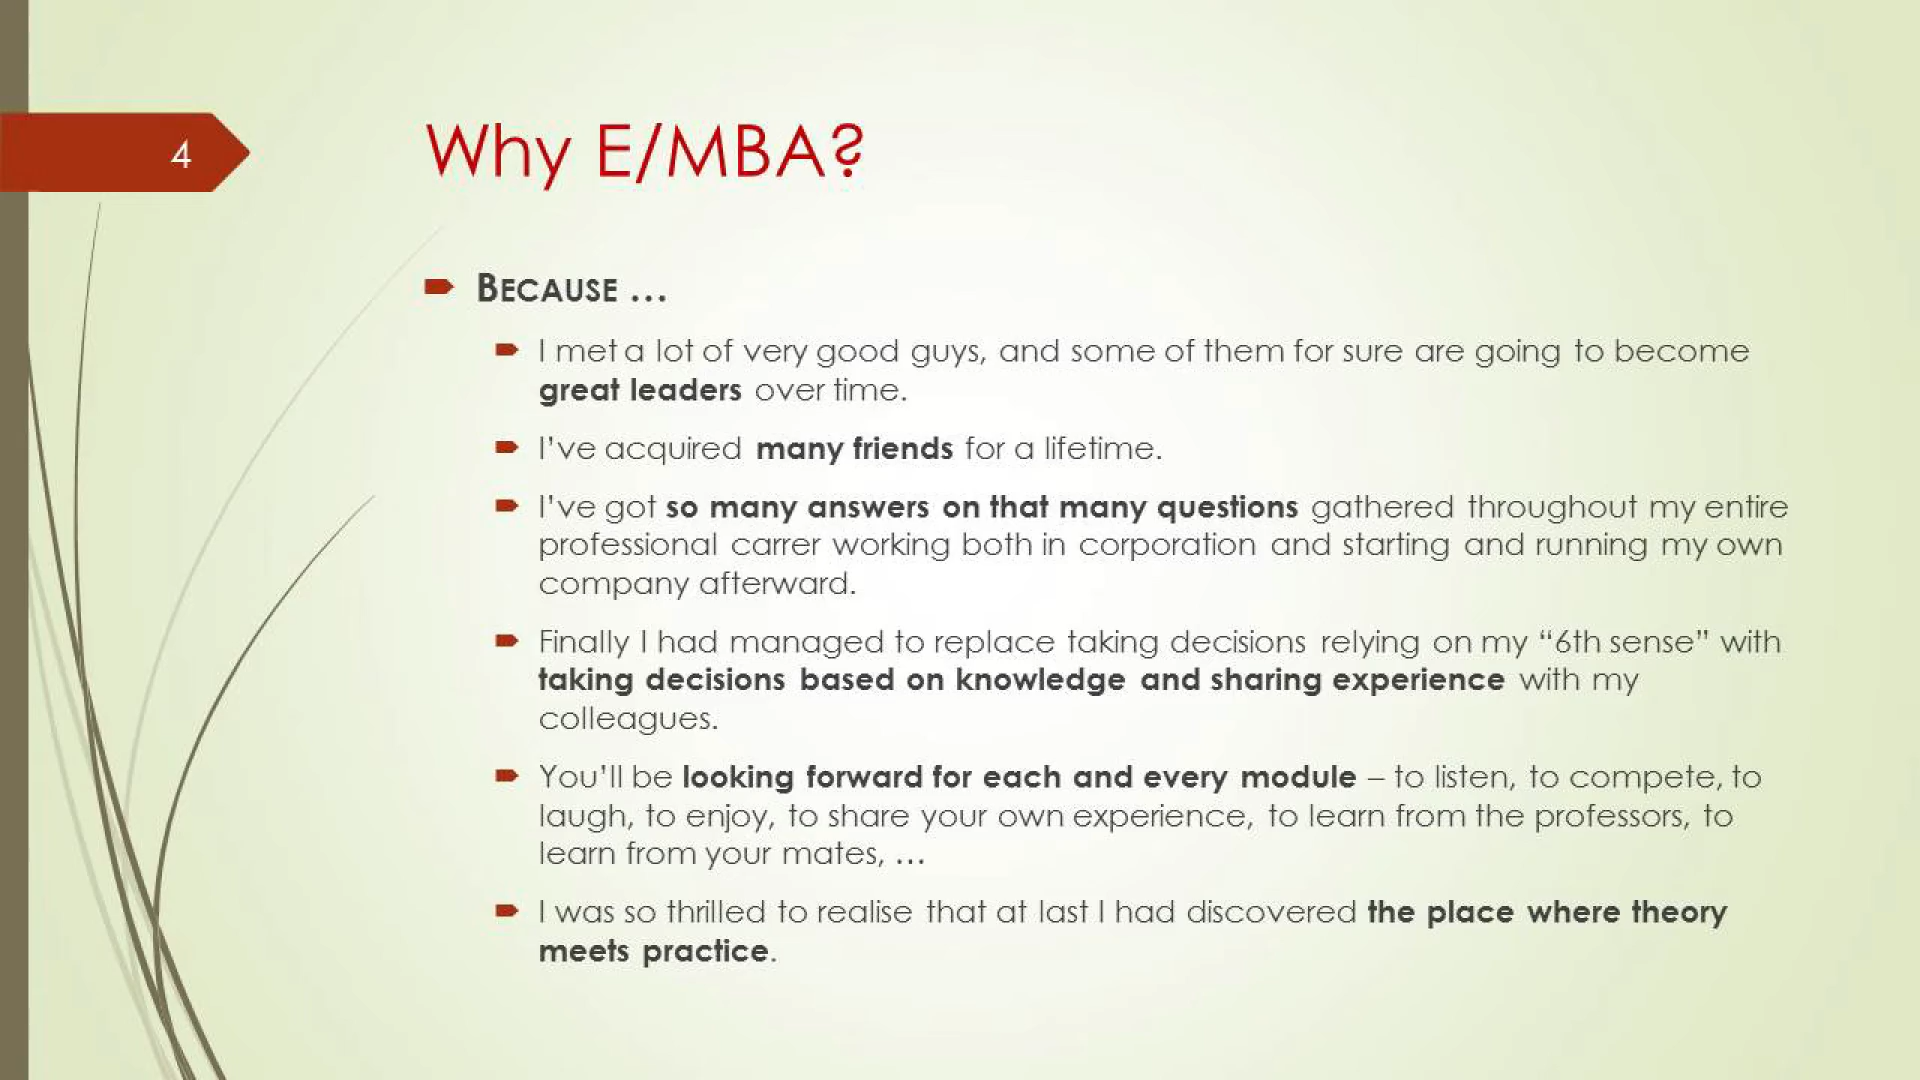 4
Why E/MBA?
BECAUSE …
I met a lot of very good guys, and some of them for sure are going to become
great leaders over time.
I've acquired many friends for a lifetime.
I've got so many answers on that many questions gathered throughout my entire
professional carrer working both in corporation and starting and running my own
company afterward.
Finally I had managed to replace taking decisions relying on my “6th sense” with
taking decisions based on knowledge and sharing experience with my
colleagues.
You'll be looking forward for each and every module – to listen, to compete, to
laugh, to enjoy, to share your own experience, to learn from the professors, to
learn from your mates, …
I was so thrilled to realise that at last I had discovered the place where theory
meets practice.